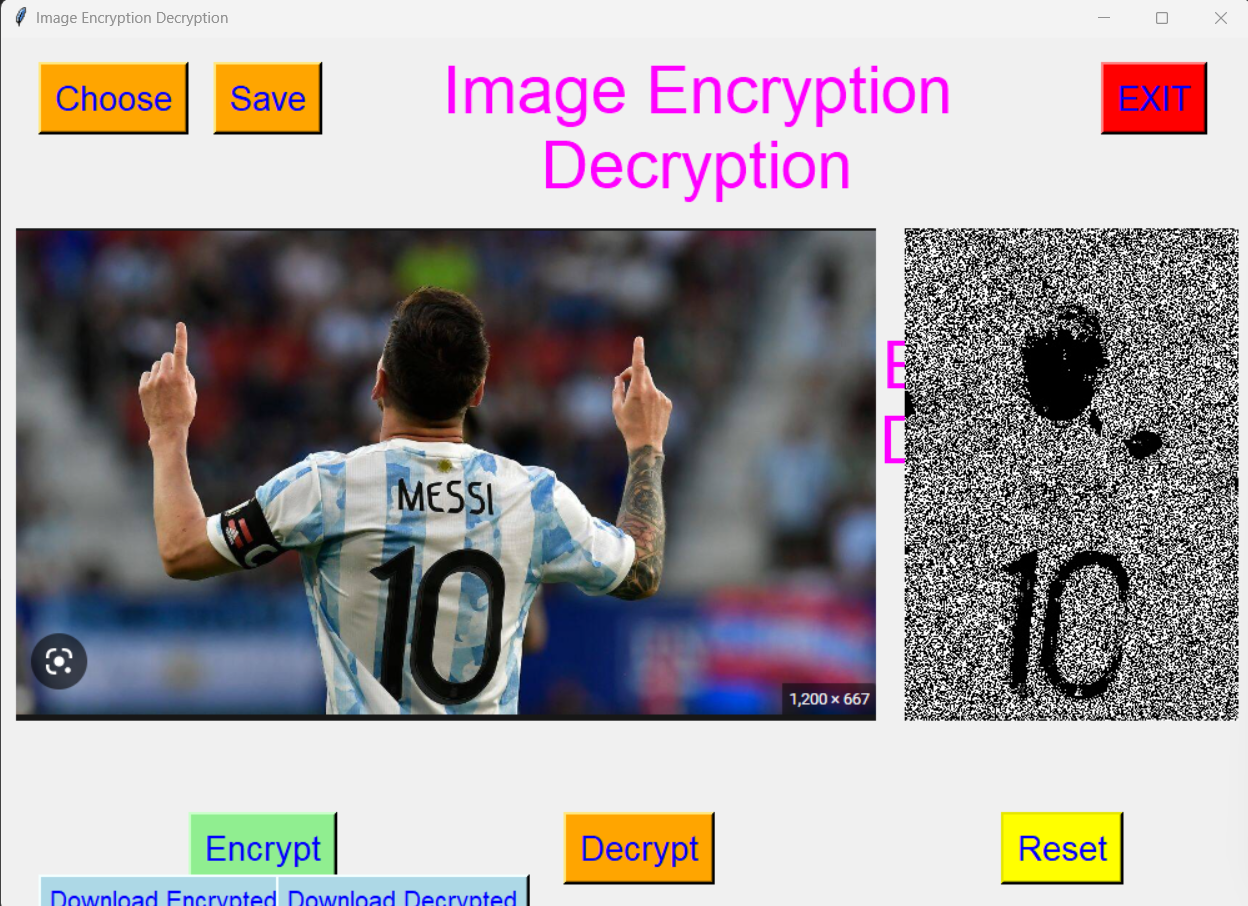 Image Encryption Decryption
Choose
Save
Image Encryption
Decryption
EXIT
MESSI
10
1,200 × 667
10
Encrypt
Decrypt
Reset
Download Encrypted
Download Decrypted